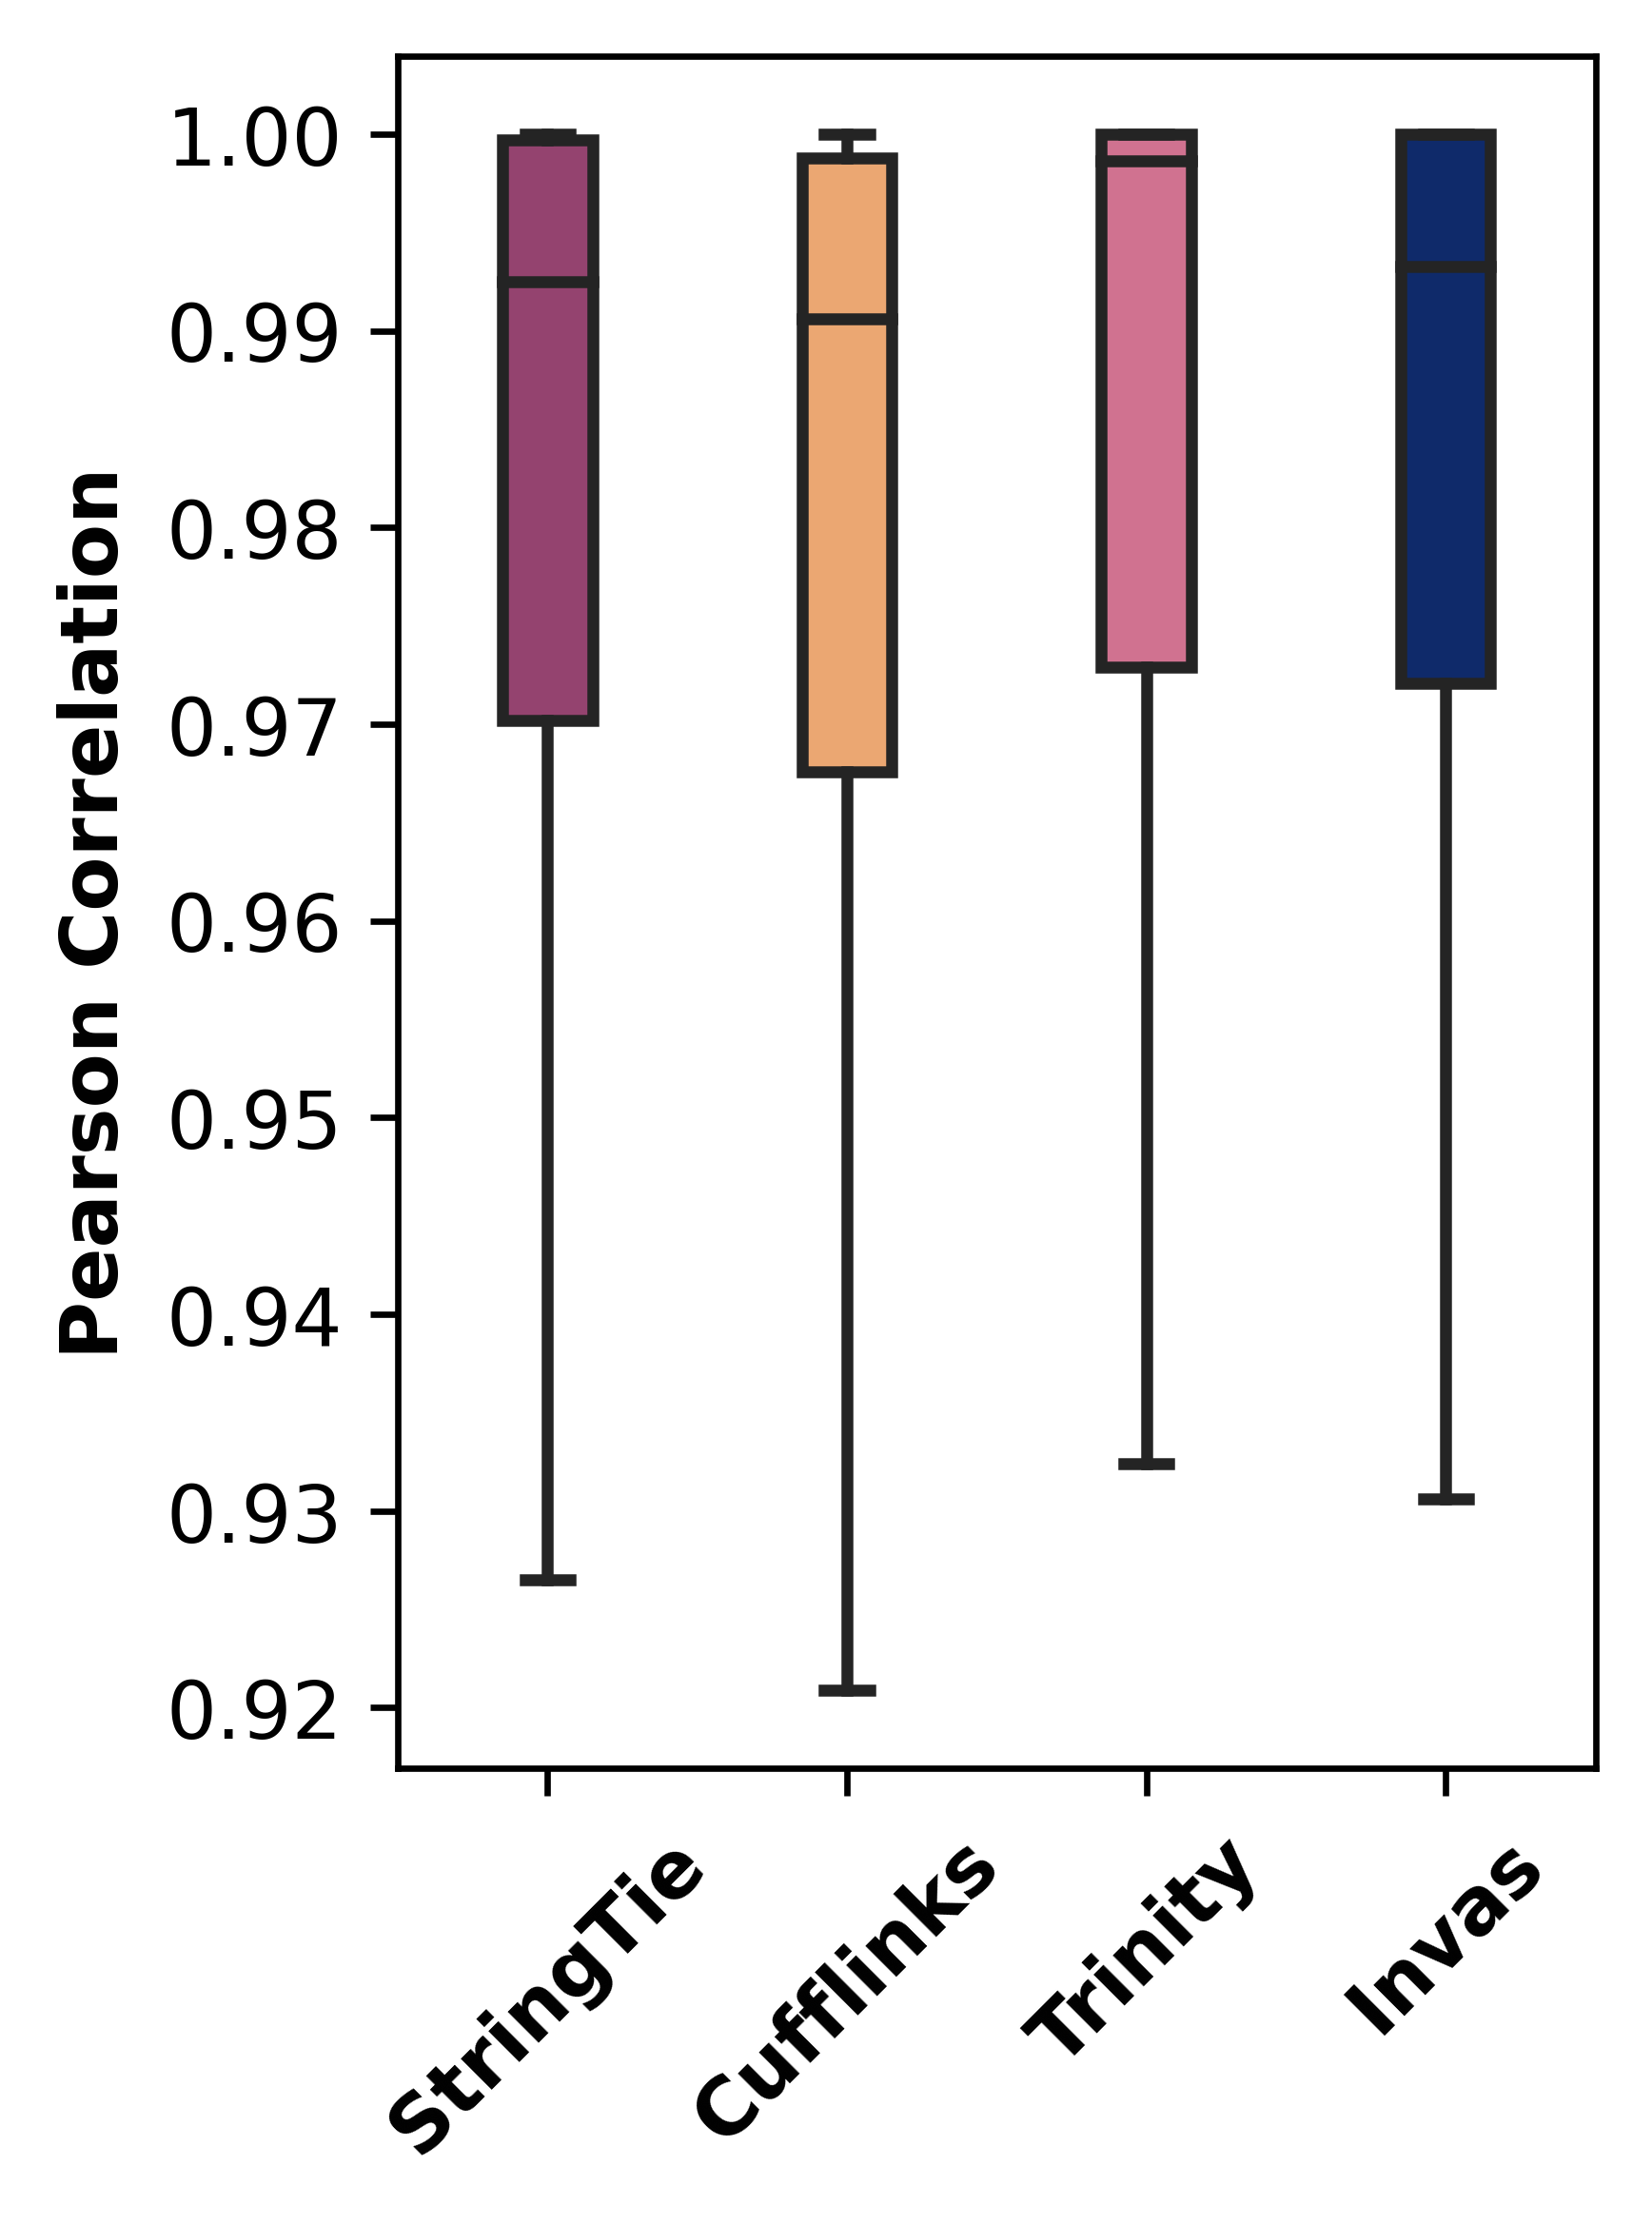 Pearson Correlation
1.00
0.99
0.98
0.97
0.96
0.95
0.94
0.93
0.92
StringTie
Cufflinks
Trinity
Invas